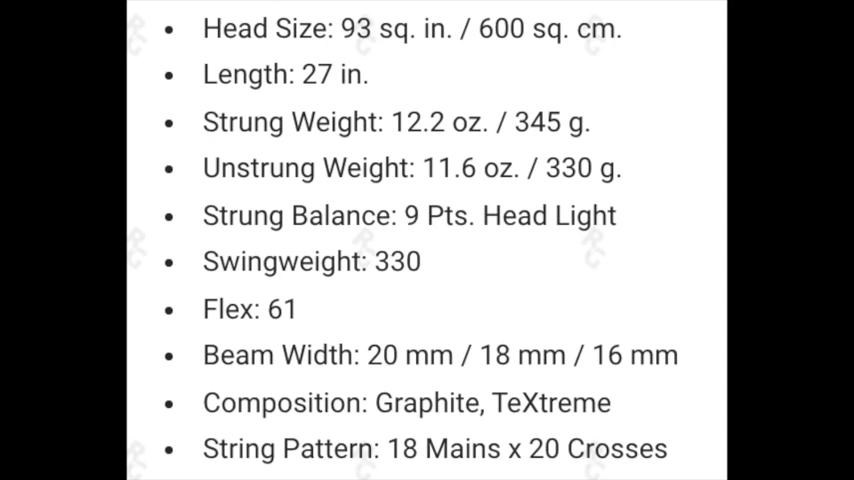 Head Size: 93 sq. in. / 600 sq. cm.
Length: 27 in.
Strung Weight: 12.2 oz. / 345 g.
Unstrung Weight: 11.6 oz. / 330 g.
Strung Balance: 9 Pts. Head Light
Swingweight: 330
Flex: 61
Beam Width: 20 mm / 18 mm / 16 mm
Composition: Graphite, TeXtreme
String Pattern: 18 Mains x 20 Crosses